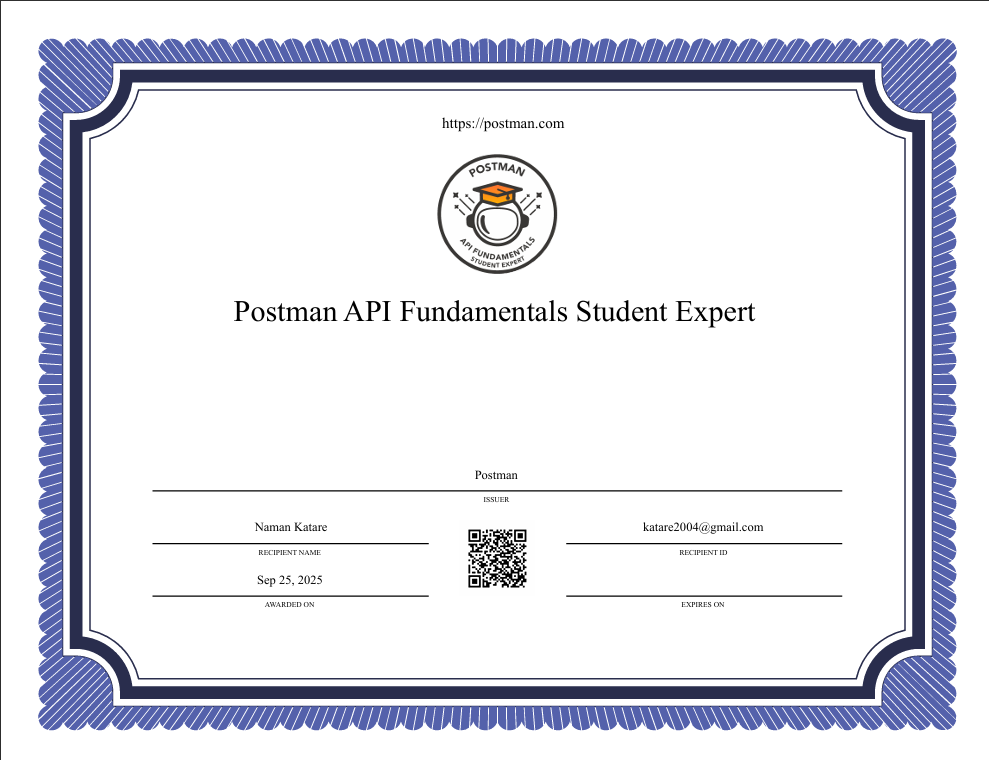 https://postman.com
POSTMAN
API FUNDAMENTALS
STUDENT EXPERT
Postman API Fundamentals Student Expert
Postman
ISSUER
Naman Katare
katare2004@gmail.com
RECIPIENT NAME
RECIPIENT ID
Sep 25, 2025
AWARDED ON
EXPIRES ON